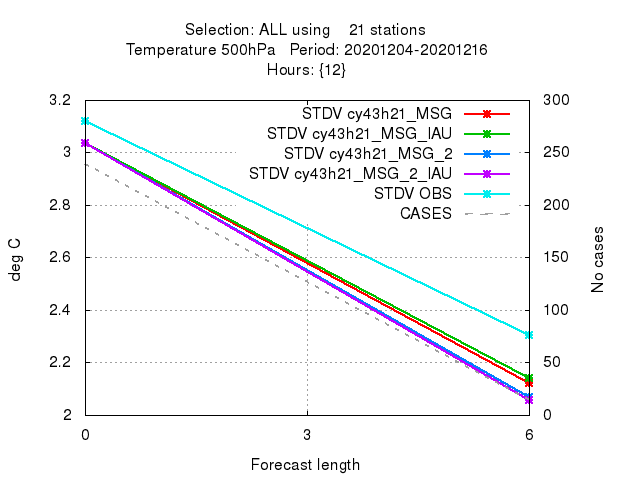 Selection: ALL using 21 stations
Temperature 500hPa Period: 20201204-20201216
Hours: {12}
3.2
3
2.8
2.6
2.4
2.2
2
deg C
300
250
200
150
100
50
0
No cases
STDV cy43h21_MSG
STDV cy43h21_MSG_IAU
STDV cy43h21_MSG_2
STDV cy43h21_MSG_2_IAU
STDV OBS
CASES
0 3 6
Forecast length